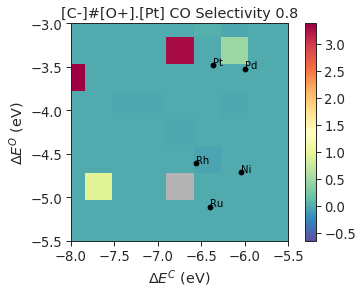 [C-]#[O+].[Pt] CO Selectivity 0.8
−3.0
−3.5
−4.0
−4.5
−5.0
−5.5
ΔE^O (eV)
Pt
Pd
Rh
Ni
Ru
−8.0 −7.5 −7.0 −6.5 −6.0 −5.5
ΔE^C (eV)
3.0
2.5
2.0
1.5
1.0
0.5
0.0
−0.5